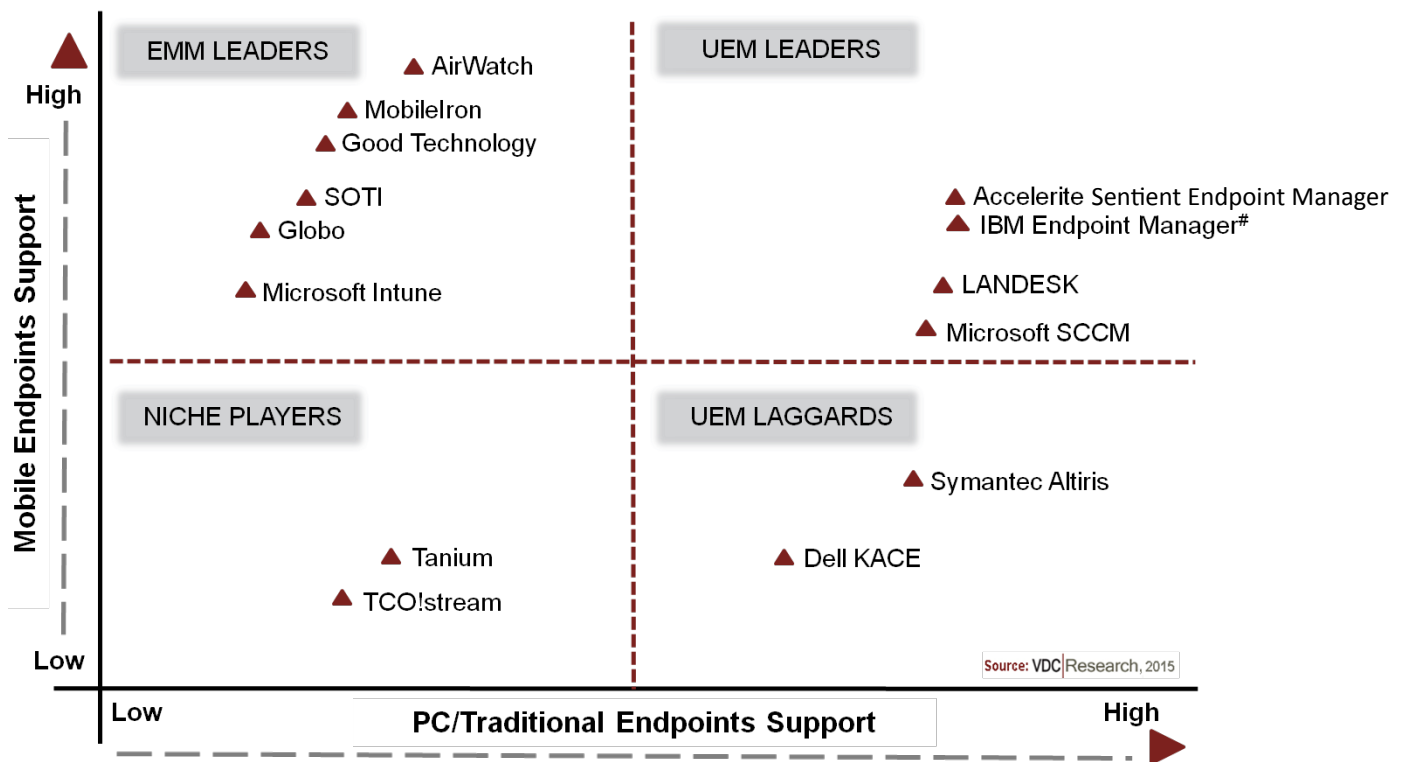 EMM LEADERS
UEM LEADERS
AirWatch
High
MobileIron
Good Technology
SOTI
Accelerite Sentient Endpoint Manager
Globo
IBM Endpoint Manager#
Microsoft Intune
LANDESK
Microsoft SCCM
Mobile Endpoints Support
NICHE PLAYERS
UEM LAGGARDS
Symantec Altiris
Tanium
Dell KACE
TCO!stream
Low
Source: VDC|Research, 2015
Low
PC/Traditional Endpoints Support
High